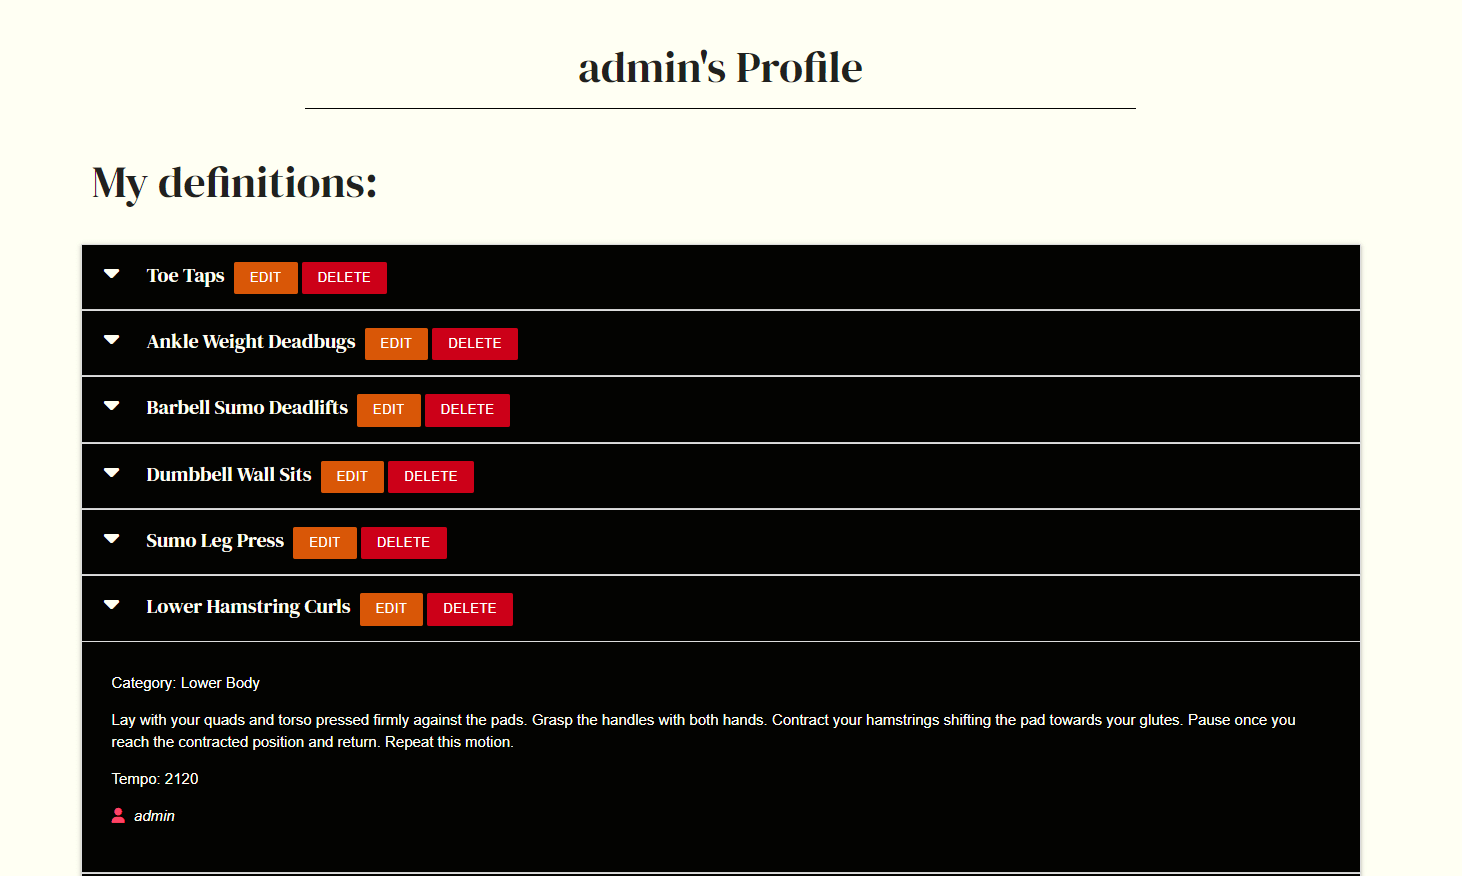 admin's Profile
My definitions:
Toe Taps EDIT DELETE
Ankle Weight Deadbugs EDIT DELETE
Barbell Sumo Deadlifts EDIT DELETE
Dumbbell Wall Sits EDIT DELETE
Sumo Leg Press EDIT DELETE
Lower Hamstring Curls EDIT DELETE
Category: Lower Body
Lay with your quads and torso pressed firmly against the pads. Grasp the handles with both hands. Contract your hamstrings shifting the pad towards your glutes. Pause once you
reach the contracted position and return. Repeat this motion.
Tempo: 2120
admin